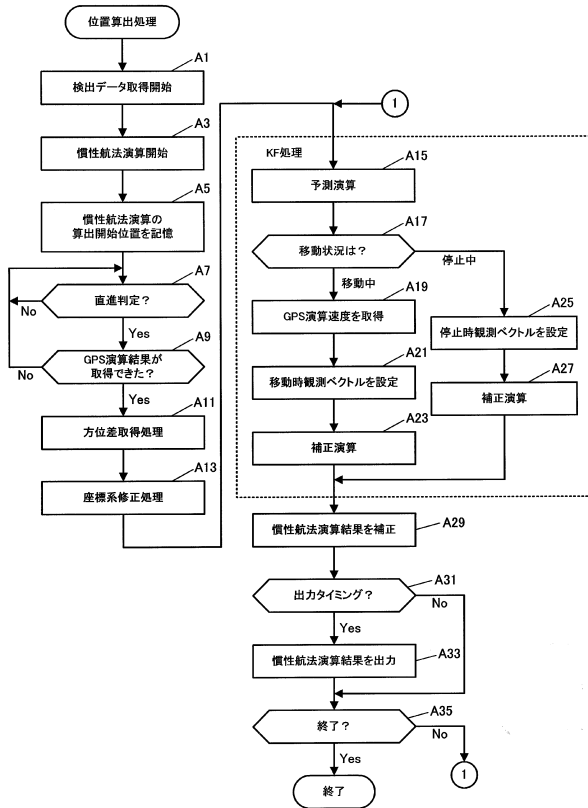 位置算出処理
A1
検出データ取得開始
A3
慣性航法演算開始
A5
慣性航法演算の
算出開始位置を記憶
A7
直進判定？
No
Yes
A9
GPS演算結果が
取得できた？
No
Yes
A11
方位差取得処理
A13
座標系修正処理
1
KF処理
A15
予測演算
A17
移動状況は？
停止中
移動中
A19
GPS演算速度を取得
A21
移動時観測ベクトルを設定
A23
補正演算
A25
停止時観測ベクトルを設定
A27
補正演算
A29
慣性航法演算結果を補正
A31
出力タイミング？
No
Yes
A33
慣性航法演算結果を出力
A35
終了？
No
Yes
1
終了